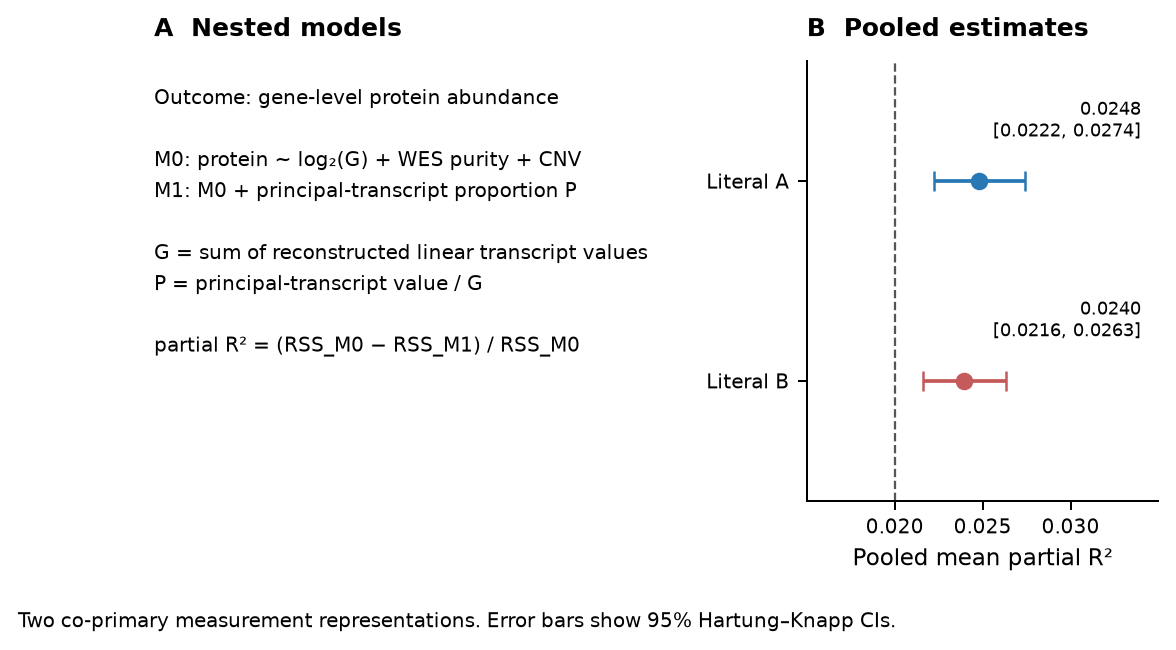 A  Nested models
Outcome: gene-level protein abundance
M0: protein ~ log₂(G) + WES purity + CNV
M1: M0 + principal-transcript proportion P
G = sum of reconstructed linear transcript values
P = principal-transcript value / G
partial R² = (RSS_M0 − RSS_M1) / RSS_M0
B  Pooled estimates
0.0248
[0.0222, 0.0274]
Literal A
0.0240
[0.0216, 0.0263]
Literal B
0.020 0.025 0.030
Pooled mean partial R²
Two co-primary measurement representations. Error bars show 95% Hartung–Knapp CIs.